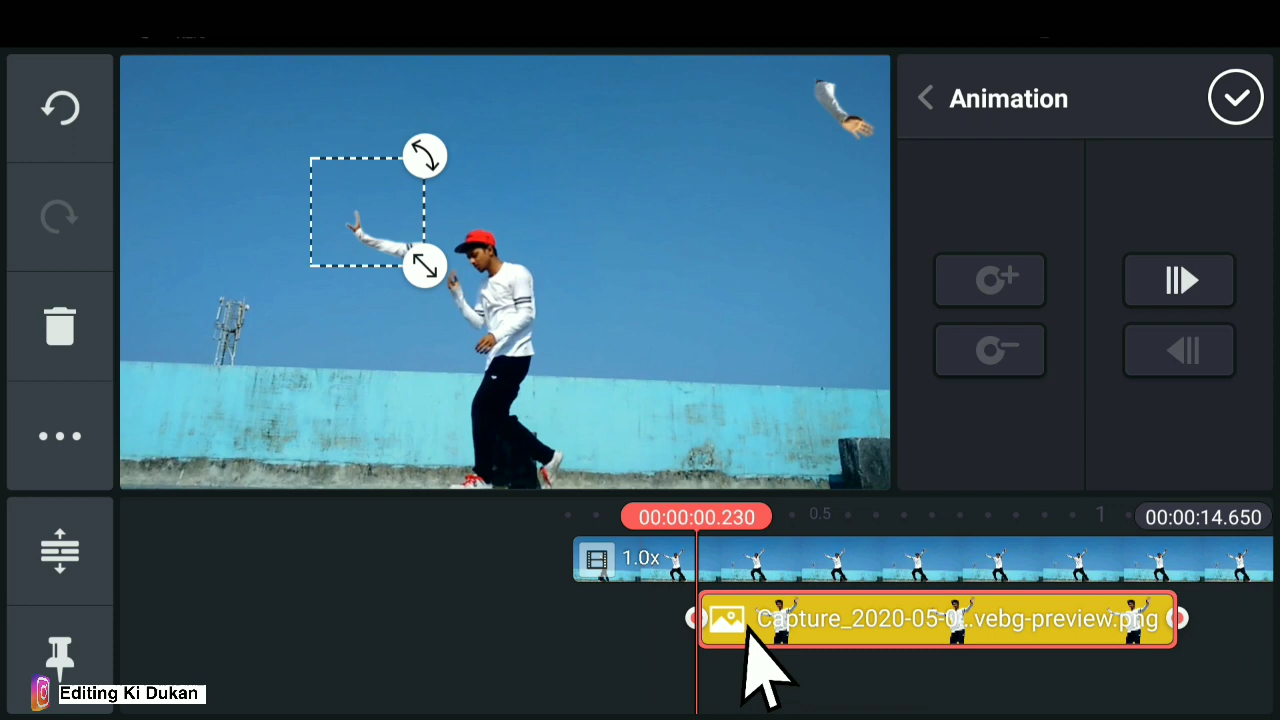 Animation
00:00:00.230
0.5
1
00:00:14.650
1.0x
Capture_2020-05-0...vebg-preview.png
Editing Ki Dukan